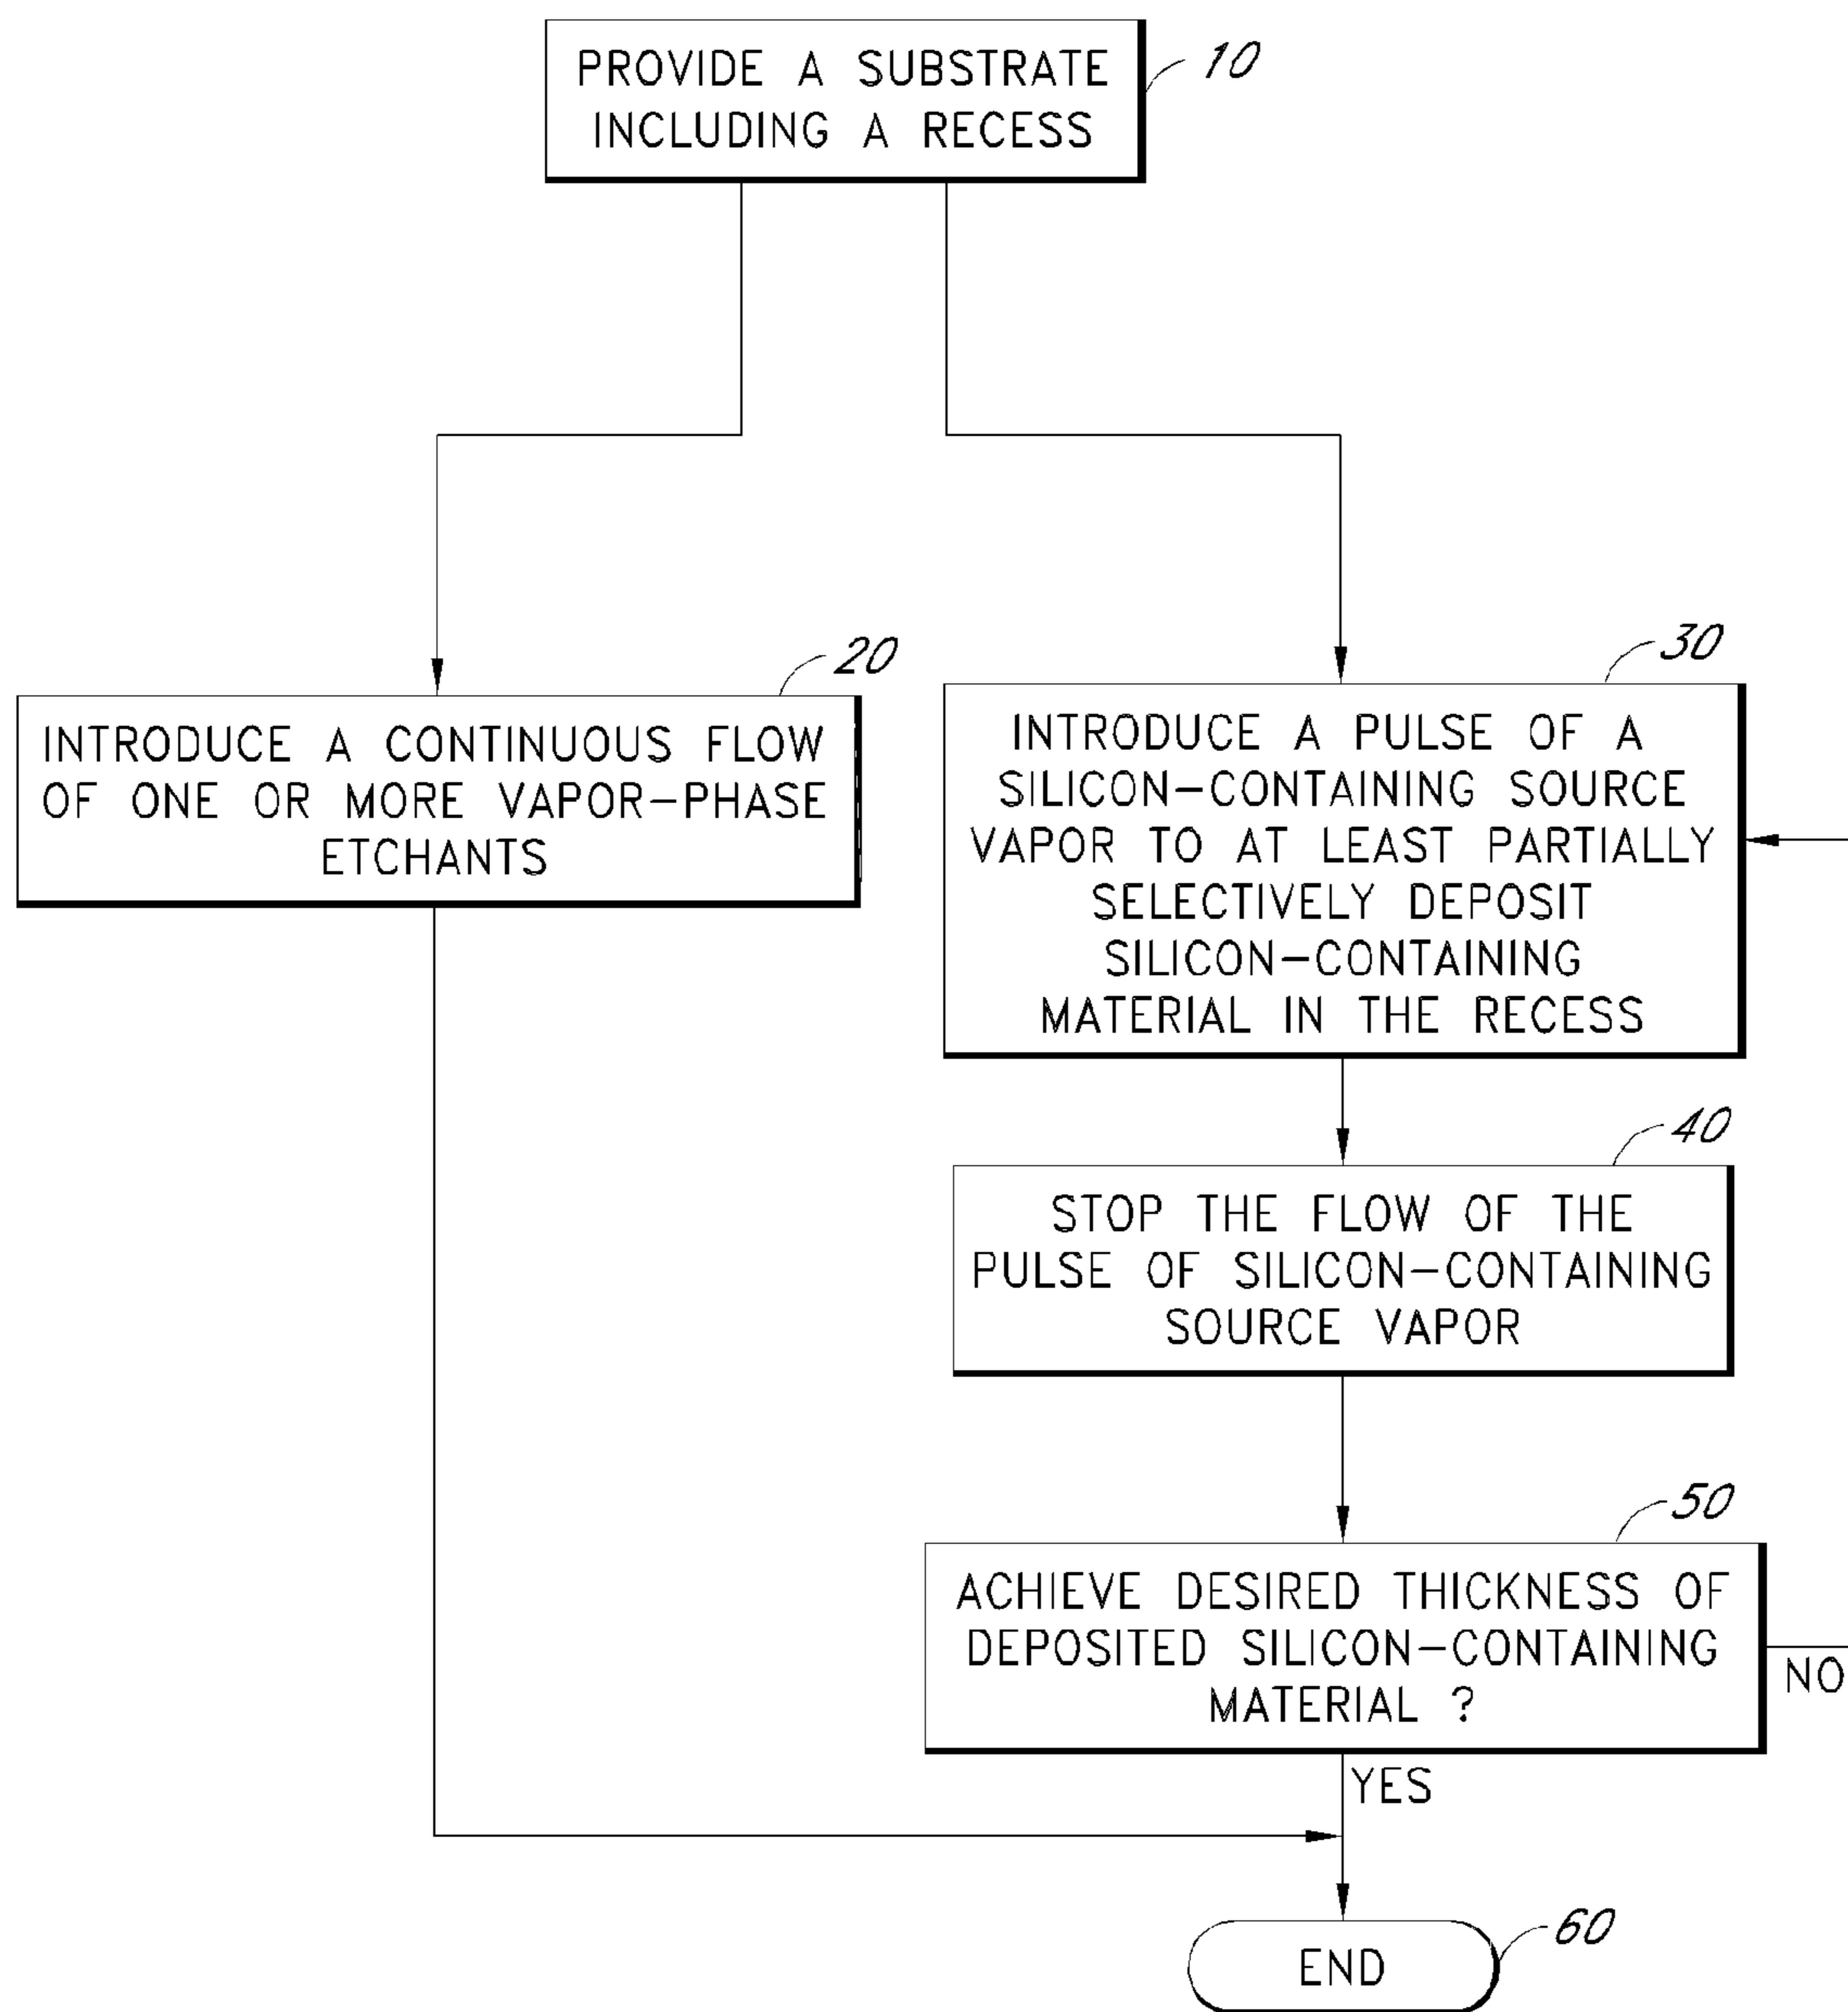 PROVIDE A SUBSTRATE
INCLUDING A RECESS
10
20
INTRODUCE A CONTINUOUS FLOW
OF ONE OR MORE VAPOR-PHASE
ETCHANTS
30
INTRODUCE A PULSE OF A
SILICON-CONTAINING SOURCE
VAPOR TO AT LEAST PARTIALLY
SELECTIVELY DEPOSIT
SILICON-CONTAINING
MATERIAL IN THE RECESS
40
STOP THE FLOW OF THE
PULSE OF SILICON-CONTAINING
SOURCE VAPOR
50
ACHIEVE DESIRED THICKNESS OF
DEPOSITED SILICON-CONTAINING
MATERIAL ?
NO
YES
60
END